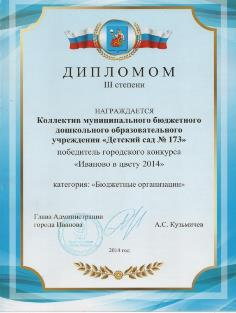 ДИПЛОМОМ
III степени
НАГРАЖДАЕТСЯ
Коллектив муниципального бюджетного
дошкольного образовательного
учреждения «Детский сад № 173»
победитель городского конкурса
«Иваново в цвету 2014»
категория: «Бюджетные организации»
Глава Администрации
города Иванова
А.С. Кузьмичев
2014 год